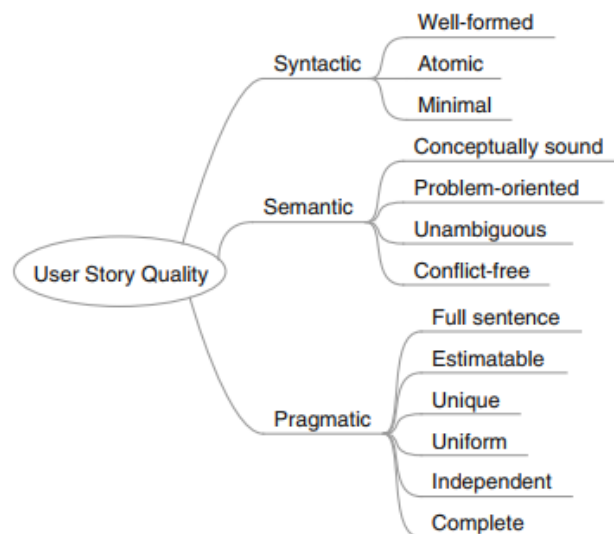 User Story Quality
Syntactic
Well-formed
Atomic
Minimal
Semantic
Conceptually sound
Problem-oriented
Unambiguous
Conflict-free
Pragmatic
Full sentence
Estimatable
Unique
Uniform
Independent
Complete